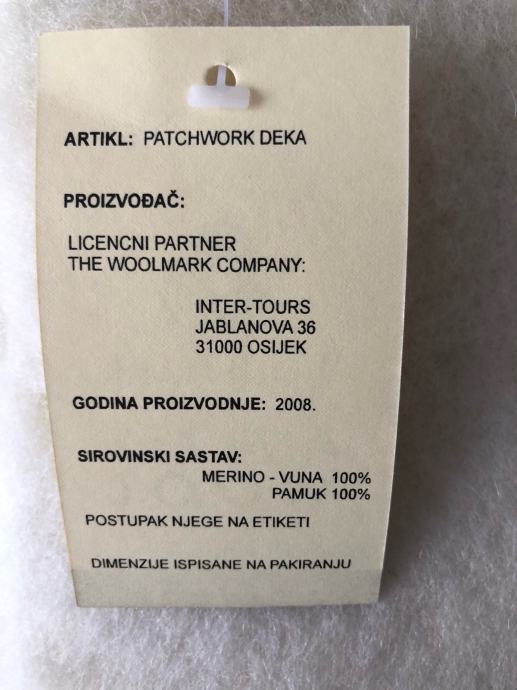 ARTIKL: PATCHWORK DEKA
PROIZVOĐAČ:
LICENCNI PARTNER
THE WOOLMARK COMPANY:
INTER-TOURS
JABLANOVA 36
31000 OSIJEK
GODINA PROIZVODNJE: 2008.
SIROVINSKI SASTAV:
MERINO - VUNA 100%
PAMUK 100%
POSTUPAK NJEGE NA ETIKETI
DIMENZIJE ISPISANE NA PAKIRANJU